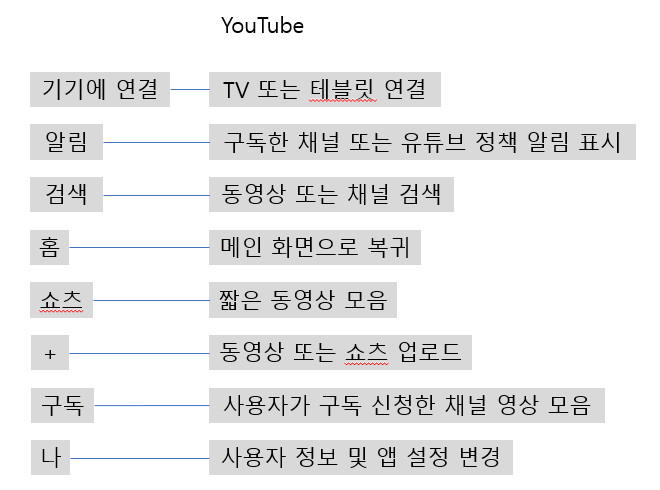 YouTube
기기에 연결 TV 또는 테블릿 연결
알림 구독한 채널 또는 유튜브 정책 알림 표시
검색 동영상 또는 채널 검색
홈 메인 화면으로 복귀
쇼츠 짧은 동영상 모음
+ 동영상 또는 쇼츠 업로드
구독 사용자가 구독 신청한 채널 영상 모음
나 사용자 정보 및 앱 설정 변경